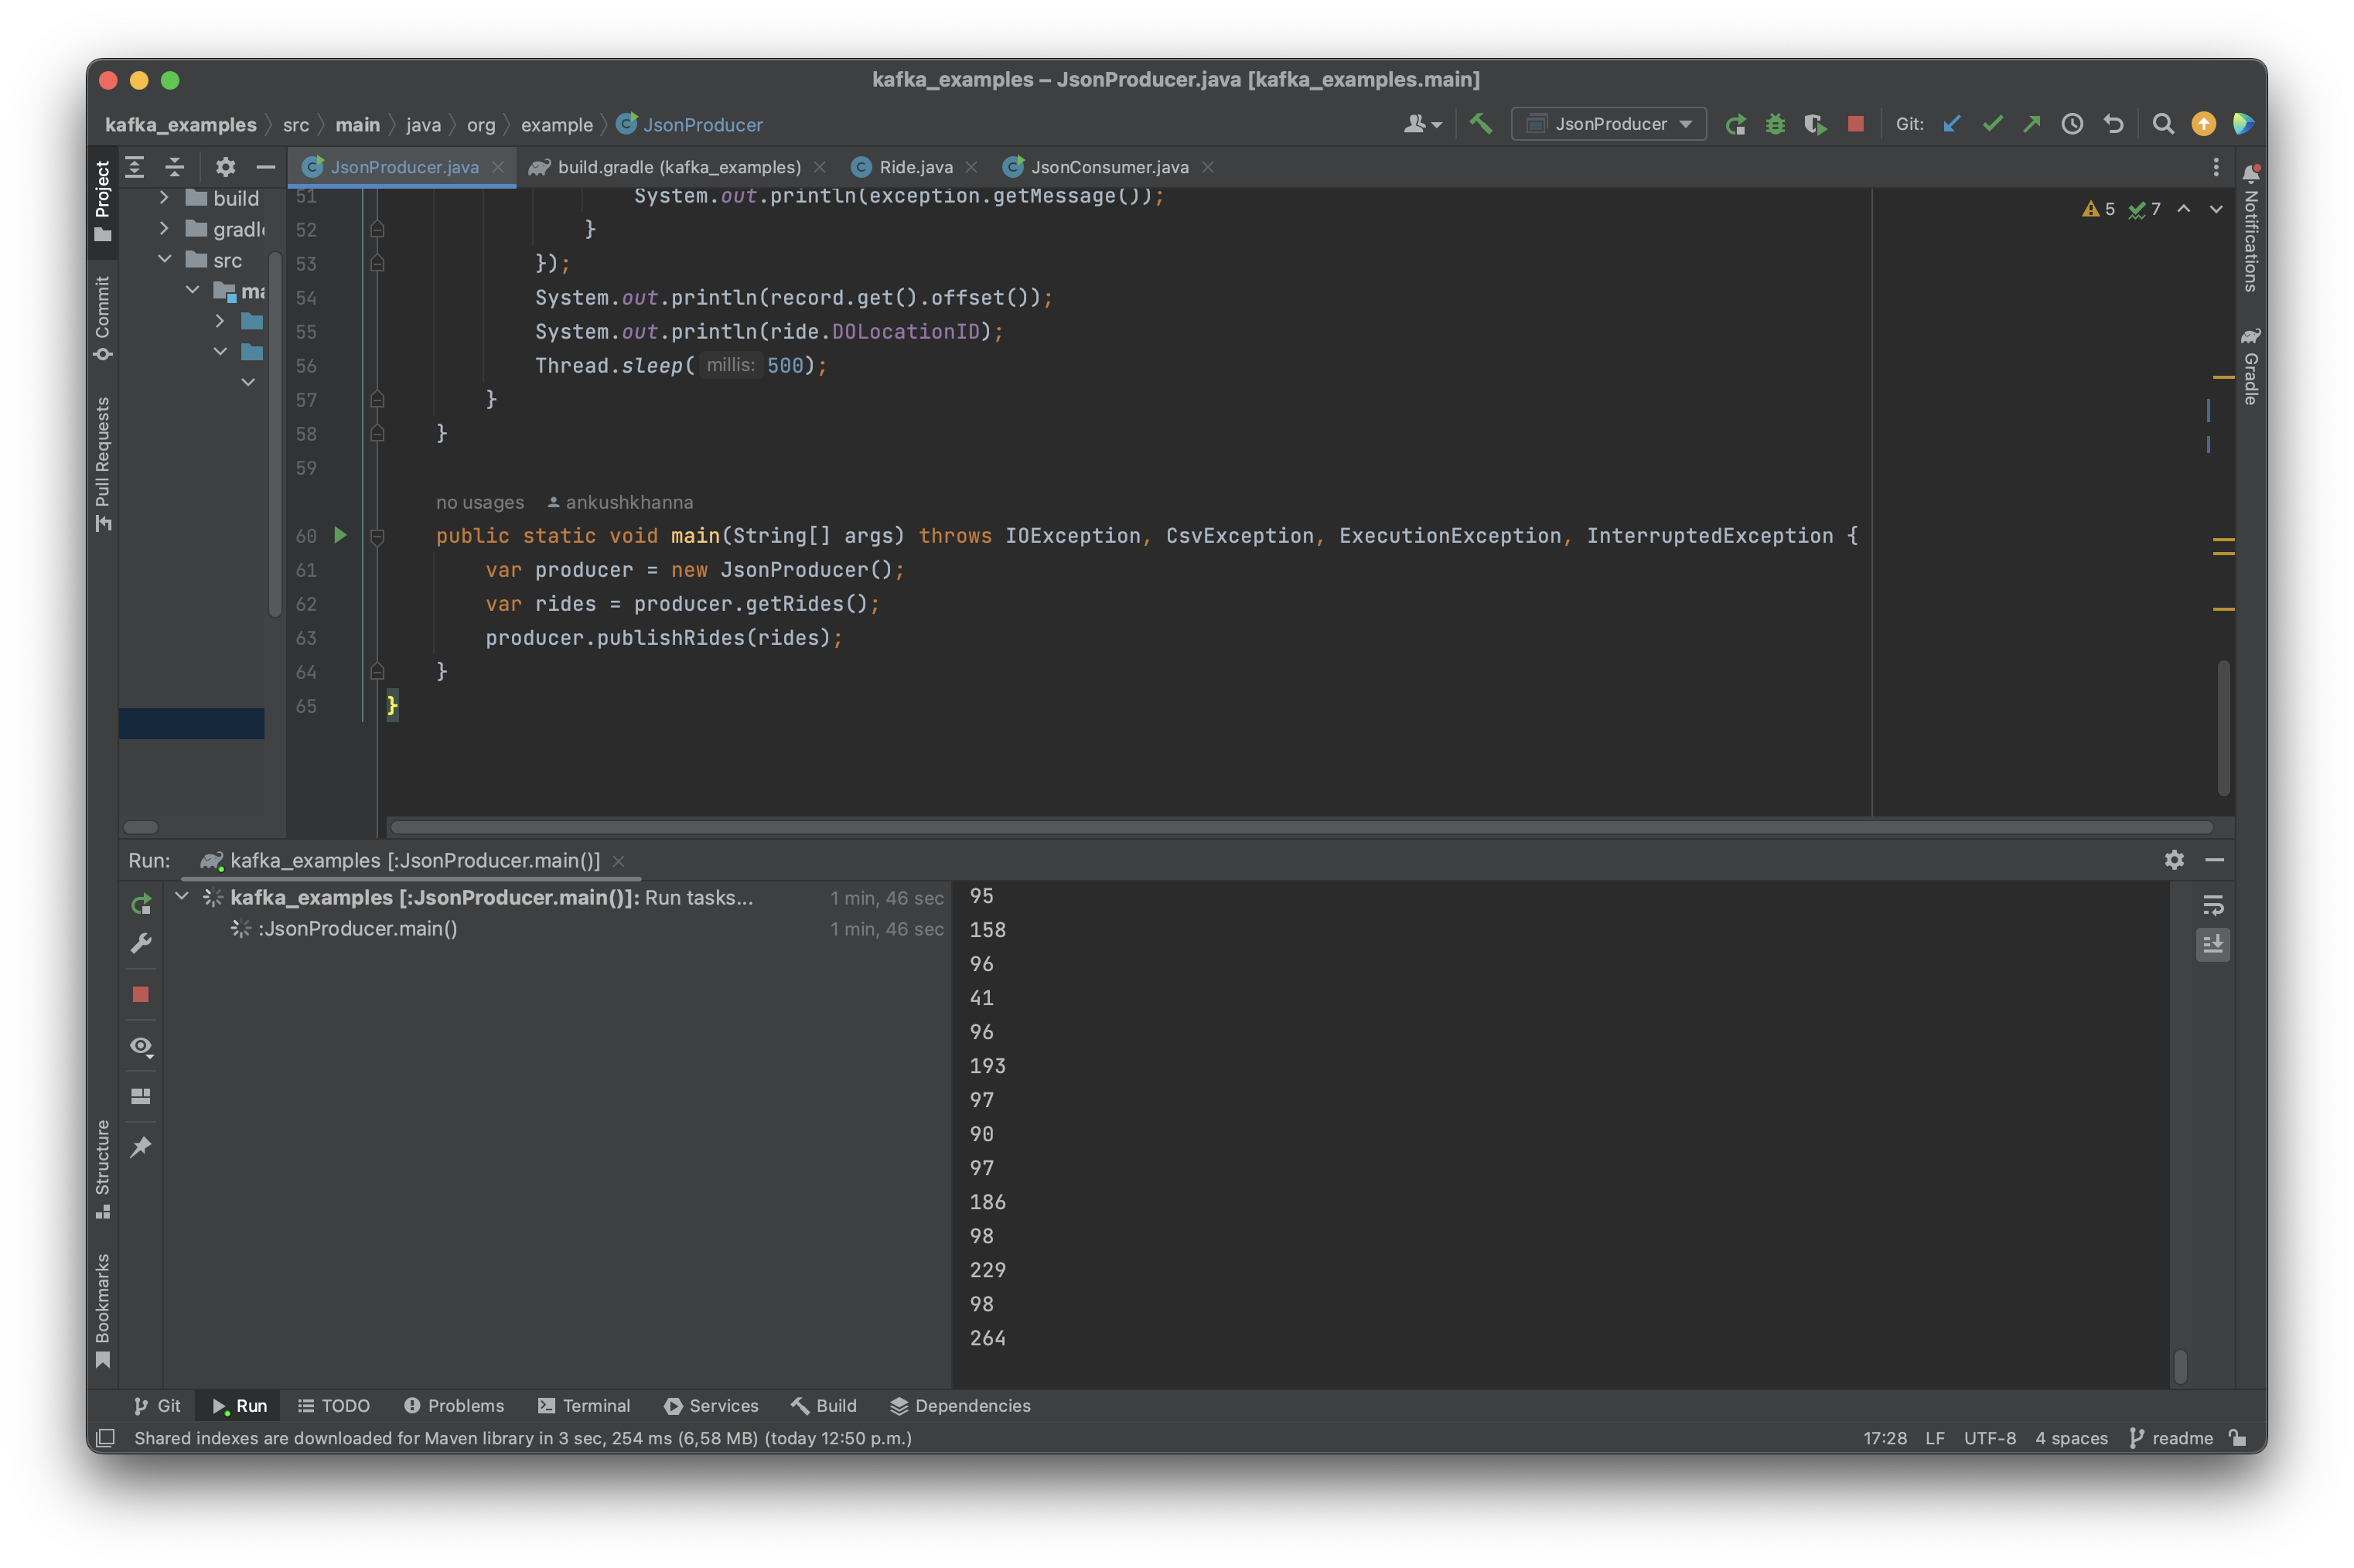 kafka_examples – JsonProducer.java [kafka_examples.main]
kafka_examples src main java org example JsonProducer
JsonProducer
Git:
Project
Commit
Pull Requests
Structure
Bookmarks
build
gradle
src
ma
JsonProducer.java
build.gradle (kafka_examples)
Ride.java
JsonConsumer.java
5 7
Notifications
Gradle
51 System.out.println(exception.getMessage());
52 }
53 });
54 System.out.println(record.get().offset());
55 System.out.println(ride.DOLocationID);
56 Thread.sleep( millis: 500);
57 }
58 }
59
no usages ankushkhanna
60 public static void main(String[] args) throws IOException, CsvException, ExecutionException, InterruptedException {
61 var producer = new JsonProducer();
62 var rides = producer.getRides();
63 producer.publishRides(rides);
64 }
65 }
Run: kafka_examples [:JsonProducer.main()]
kafka_examples [:JsonProducer.main()]: Run tasks... 1 min, 46 sec
:JsonProducer.main() 1 min, 46 sec
95
158
96
41
96
193
97
90
97
186
98
229
98
264
Git Run TODO Problems Terminal Services Build Dependencies
Shared indexes are downloaded for Maven library in 3 sec, 254 ms (6,58 MB) (today 12:50 p.m.)
17:28 LF UTF-8 4 spaces readme